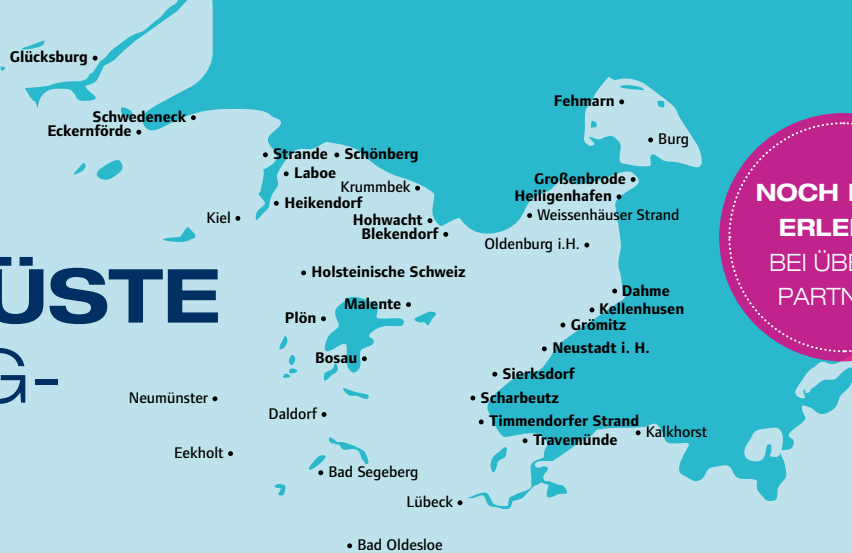 Glücksburg
Schwedeneck
Eckernförde
Fehmarn
Burg
Strande
Schönberg
Laboe
Krummbek
Heikendorf
Kiel
Hohwacht
Blekendorf
Großenbrode
Heiligenhafen
Weissenhäuser Strand
Oldenburg i.H.
NOCH
ERLE
BEI ÜBE
PARTN
ÜSTE
G-
Holsteinische Schweiz
Malente
Plön
Bosau
Dahme
Kellenhusen
Grömitz
Neustadt i. H.
Sierksdorf
Scharbeutz
Timmendorfer Strand
Travemünde
Kalkhorst
Neumünster
Daldorf
Eekholt
Bad Segeberg
Lübeck
Bad Oldesloe